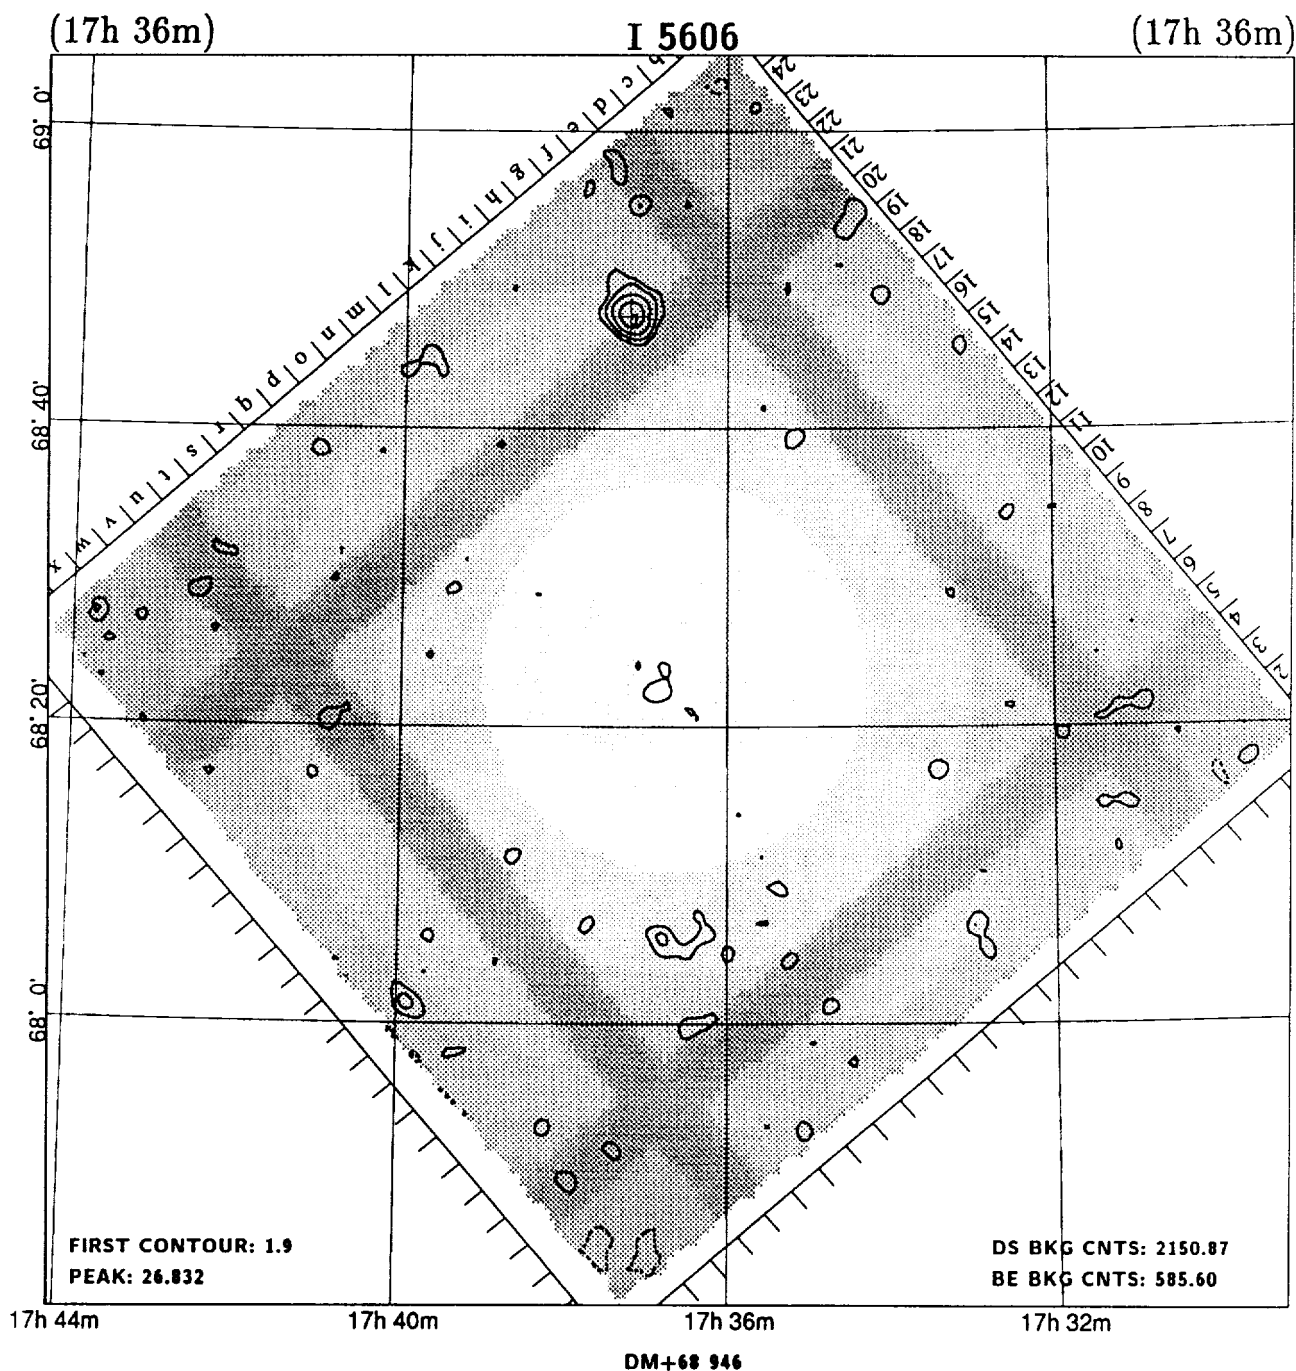 (17h 36m)
I 5606
(17h 36m)
69° 0'
68° 40'
68° 20'
68° 0'
b c d e f g h i j k l m n o p q r s t u v w x
24 23 22 21 20 19 18 17 16 15 14 13 12 11 10 9 8 7 6 5 4 3 2
FIRST CONTOUR: 1.9
PEAK: 26.832
DS BKG CNTS: 2150.87
BE BKG CNTS: 585.60
17h 44m
17h 40m
17h 36m
17h 32m
DM+68 946